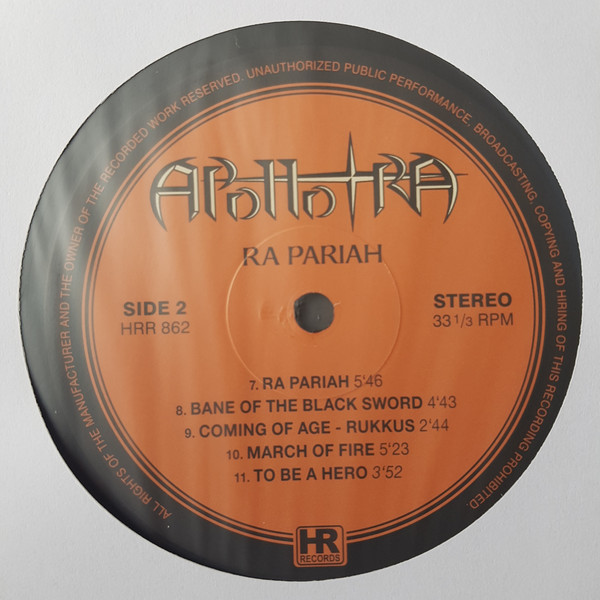 ALL RIGHTS OF THE MANUFACTURER AND THE OWNER OF THE RECORDED WORK RESERVED. UNAUTHORIZED PUBLIC PERFORMANCE, BROADCASTING, COPYING AND HIRING OF THIS RECORDING PROHIBITED.
APOLLO RA
RA PARIAH
SIDE 2
HRR 862
STEREO
33 1/3 RPM
7. RA PARIAH 5'46
8. BANE OF THE BLACK SWORD 4'43
9. COMING OF AGE - RUKKUS 2'44
10. MARCH OF FIRE 5'23
11. TO BE A HERO 3'52
HR
RECORDS